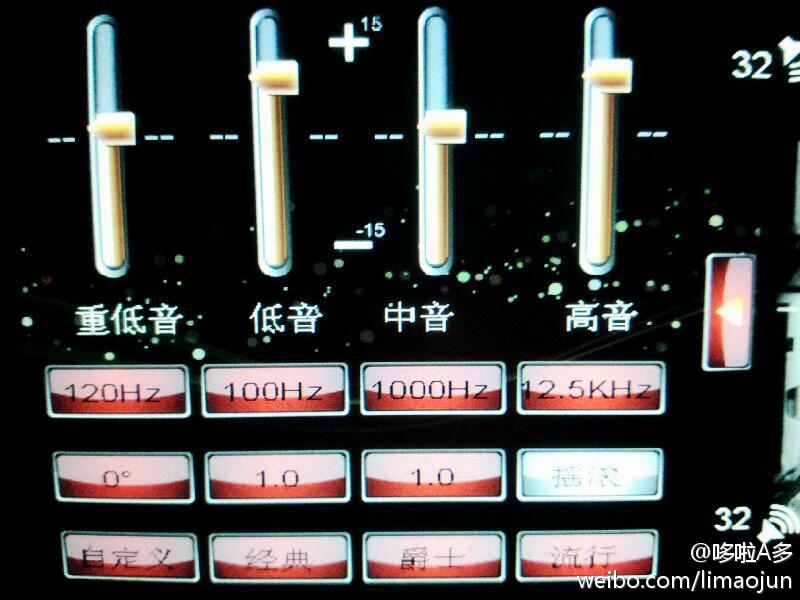 + 15
32
-- -- -- -- -- -- -- --
-15
重低音 低音 中音 高音
120Hz 100Hz 1000Hz 12.5KHz
0° 1.0 1.0 摇滚
32
自定义 经典 爵士 流行
@哆啦A多
weibo.com/limaojun